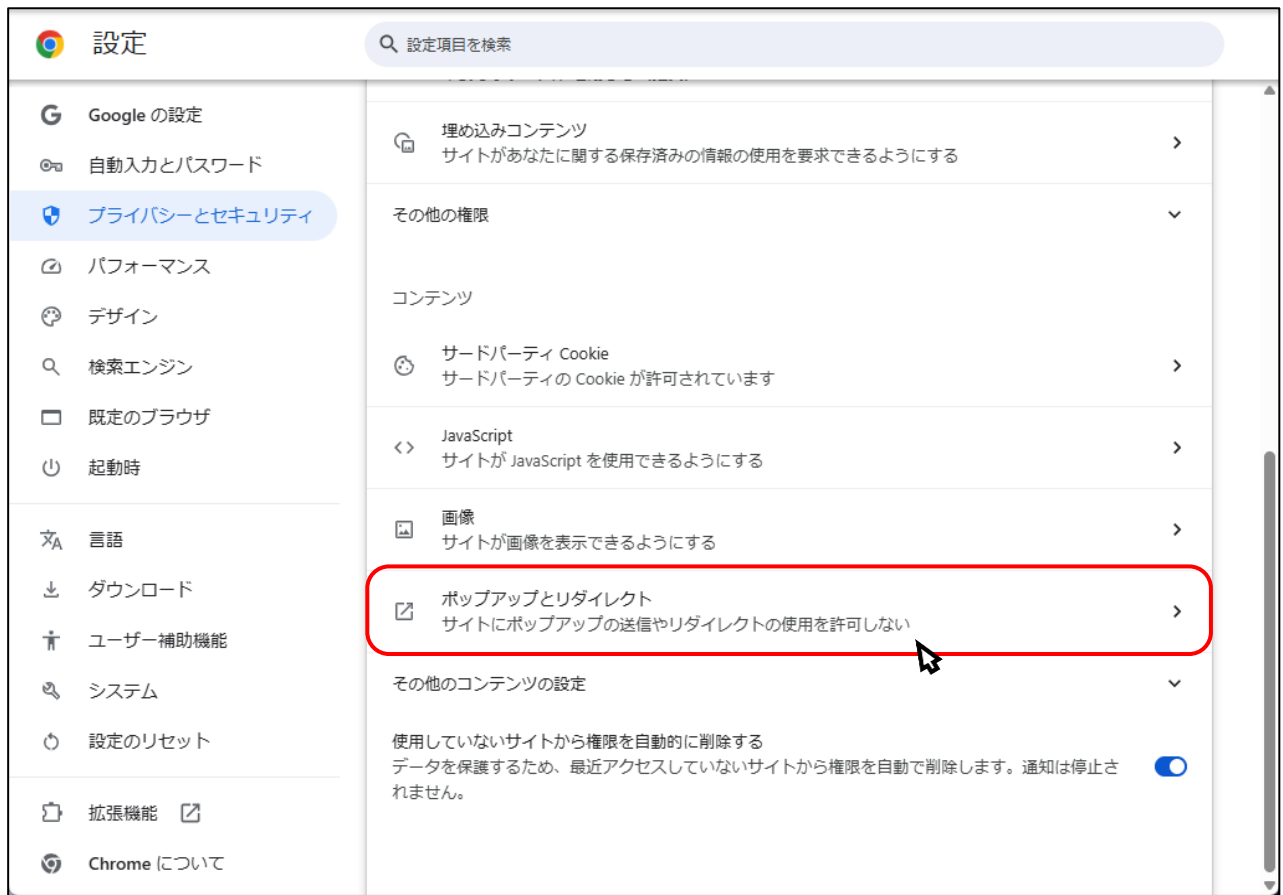 設定
設定項目を検索
Google の設定
自動入力とパスワード
プライバシーとセキュリティ
パフォーマンス
デザイン
検索エンジン
既定のブラウザ
起動時
言語
ダウンロード
ユーザー補助機能
システム
設定のリセット
拡張機能
Chrome について
埋め込みコンテンツ
サイトがあなたに関する保存済みの情報の使用を要求できるようにする
その他の権限
コンテンツ
サードパーティ Cookie
サードパーティの Cookie が許可されています
JavaScript
サイトが JavaScript を使用できるようにする
画像
サイトが画像を表示できるようにする
ポップアップとリダイレクト
サイトにポップアップの送信やリダイレクトの使用を許可しない
その他のコンテンツの設定
使用していないサイトから権限を自動的に削除する
データを保護するため、最近アクセスしていないサイトから権限を自動で削除します。通知は停止さ
れません。